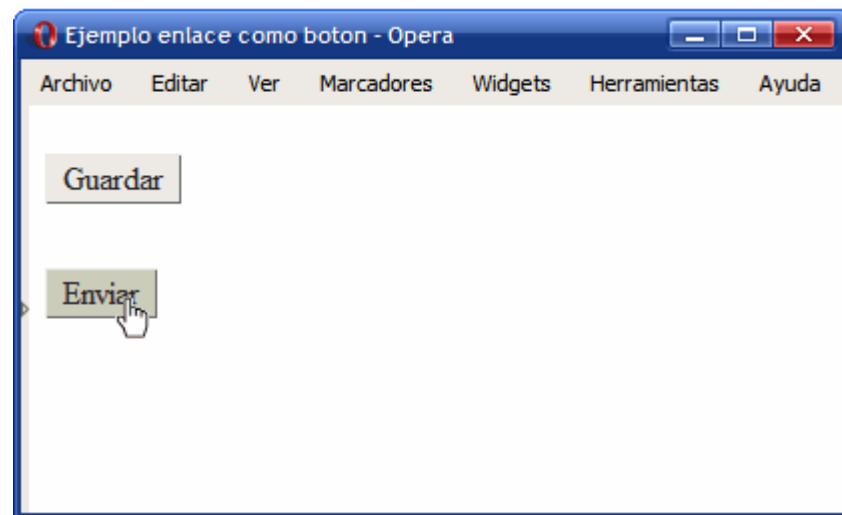 Ejemplo enlace como boton - Opera
Archivo Editar Ver Marcadores Widgets Herramientas Ayuda
Guardar
Enviar